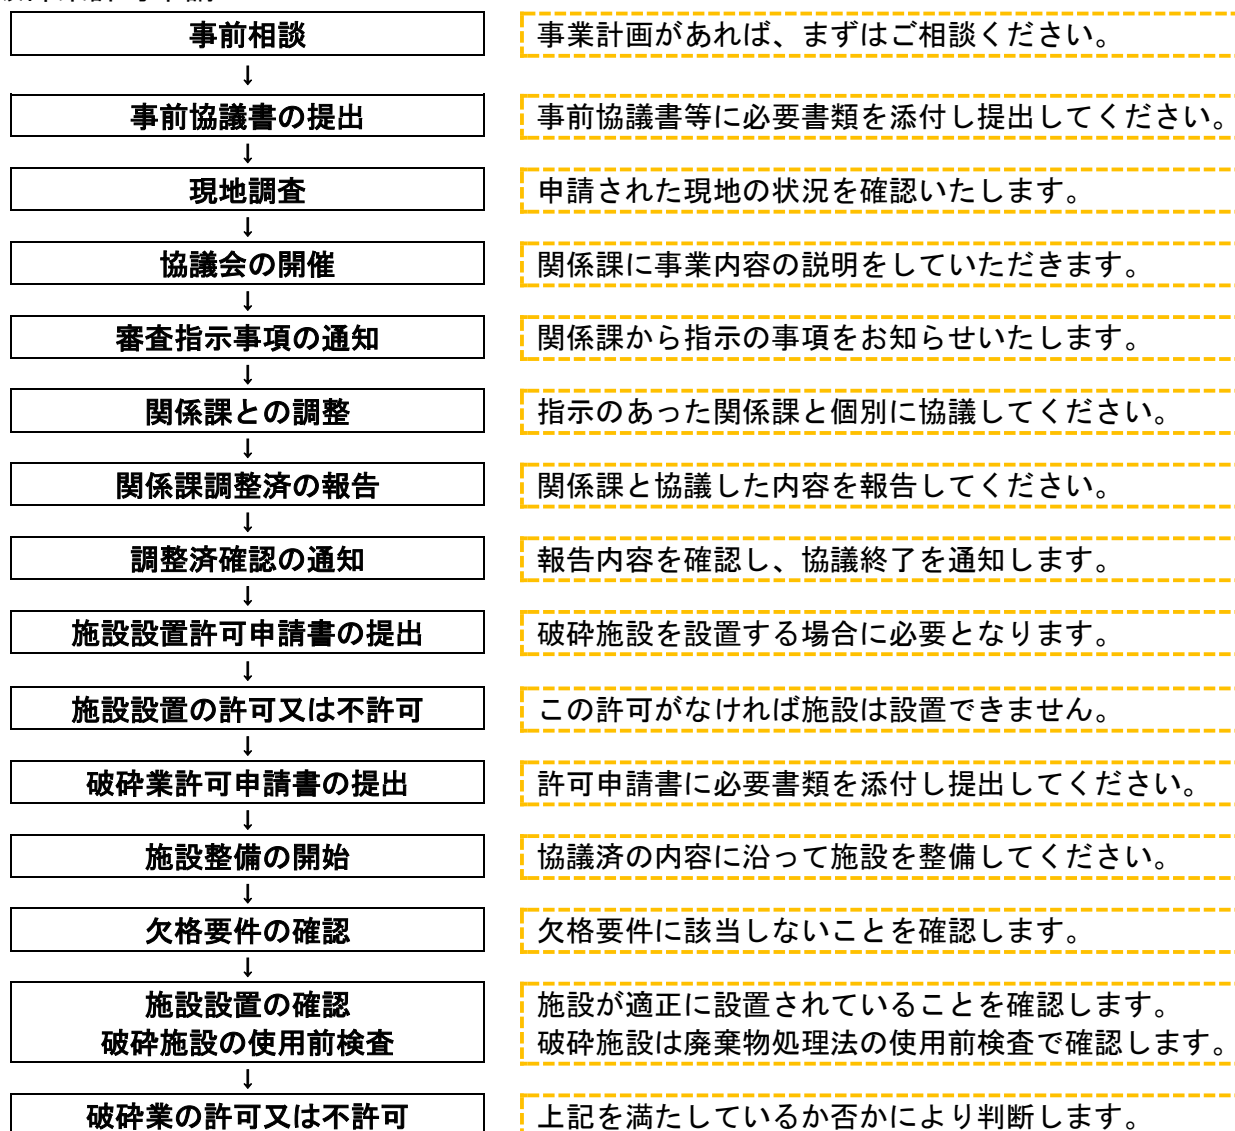 事前相談 事業計画があれば、まずはご相談ください。
↓
事前協議書の提出 事前協議書等に必要書類を添付し提出してください。
↓
現地調査 申請された現地の状況を確認いたします。
↓
協議会の開催 関係課に事業内容の説明をしていただきます。
↓
審査指示事項の通知 関係課から指示の事項をお知らせいたします。
↓
関係課との調整 指示のあった関係課と個別に協議してください。
↓
関係課調整済の報告 関係課と協議した内容を報告してください。
↓
調整済確認の通知 報告内容を確認し、協議終了を通知します。
↓
施設設置許可申請書の提出 破砕施設を設置する場合に必要となります。
↓
施設設置の許可又は不許可 この許可がなければ施設は設置できません。
↓
破砕業許可申請書の提出 許可申請書に必要書類を添付し提出してください。
↓
施設整備の開始 協議済の内容に沿って施設を整備してください。
↓
欠格要件の確認 欠格要件に該当しないことを確認します。
↓
施設設置の確認 施設が適正に設置されていることを確認します。
破砕施設の使用前検査 破砕施設は廃棄物処理法の使用前検査で確認します。
↓
破砕業の許可又は不許可 上記を満たしているか否かにより判断します。